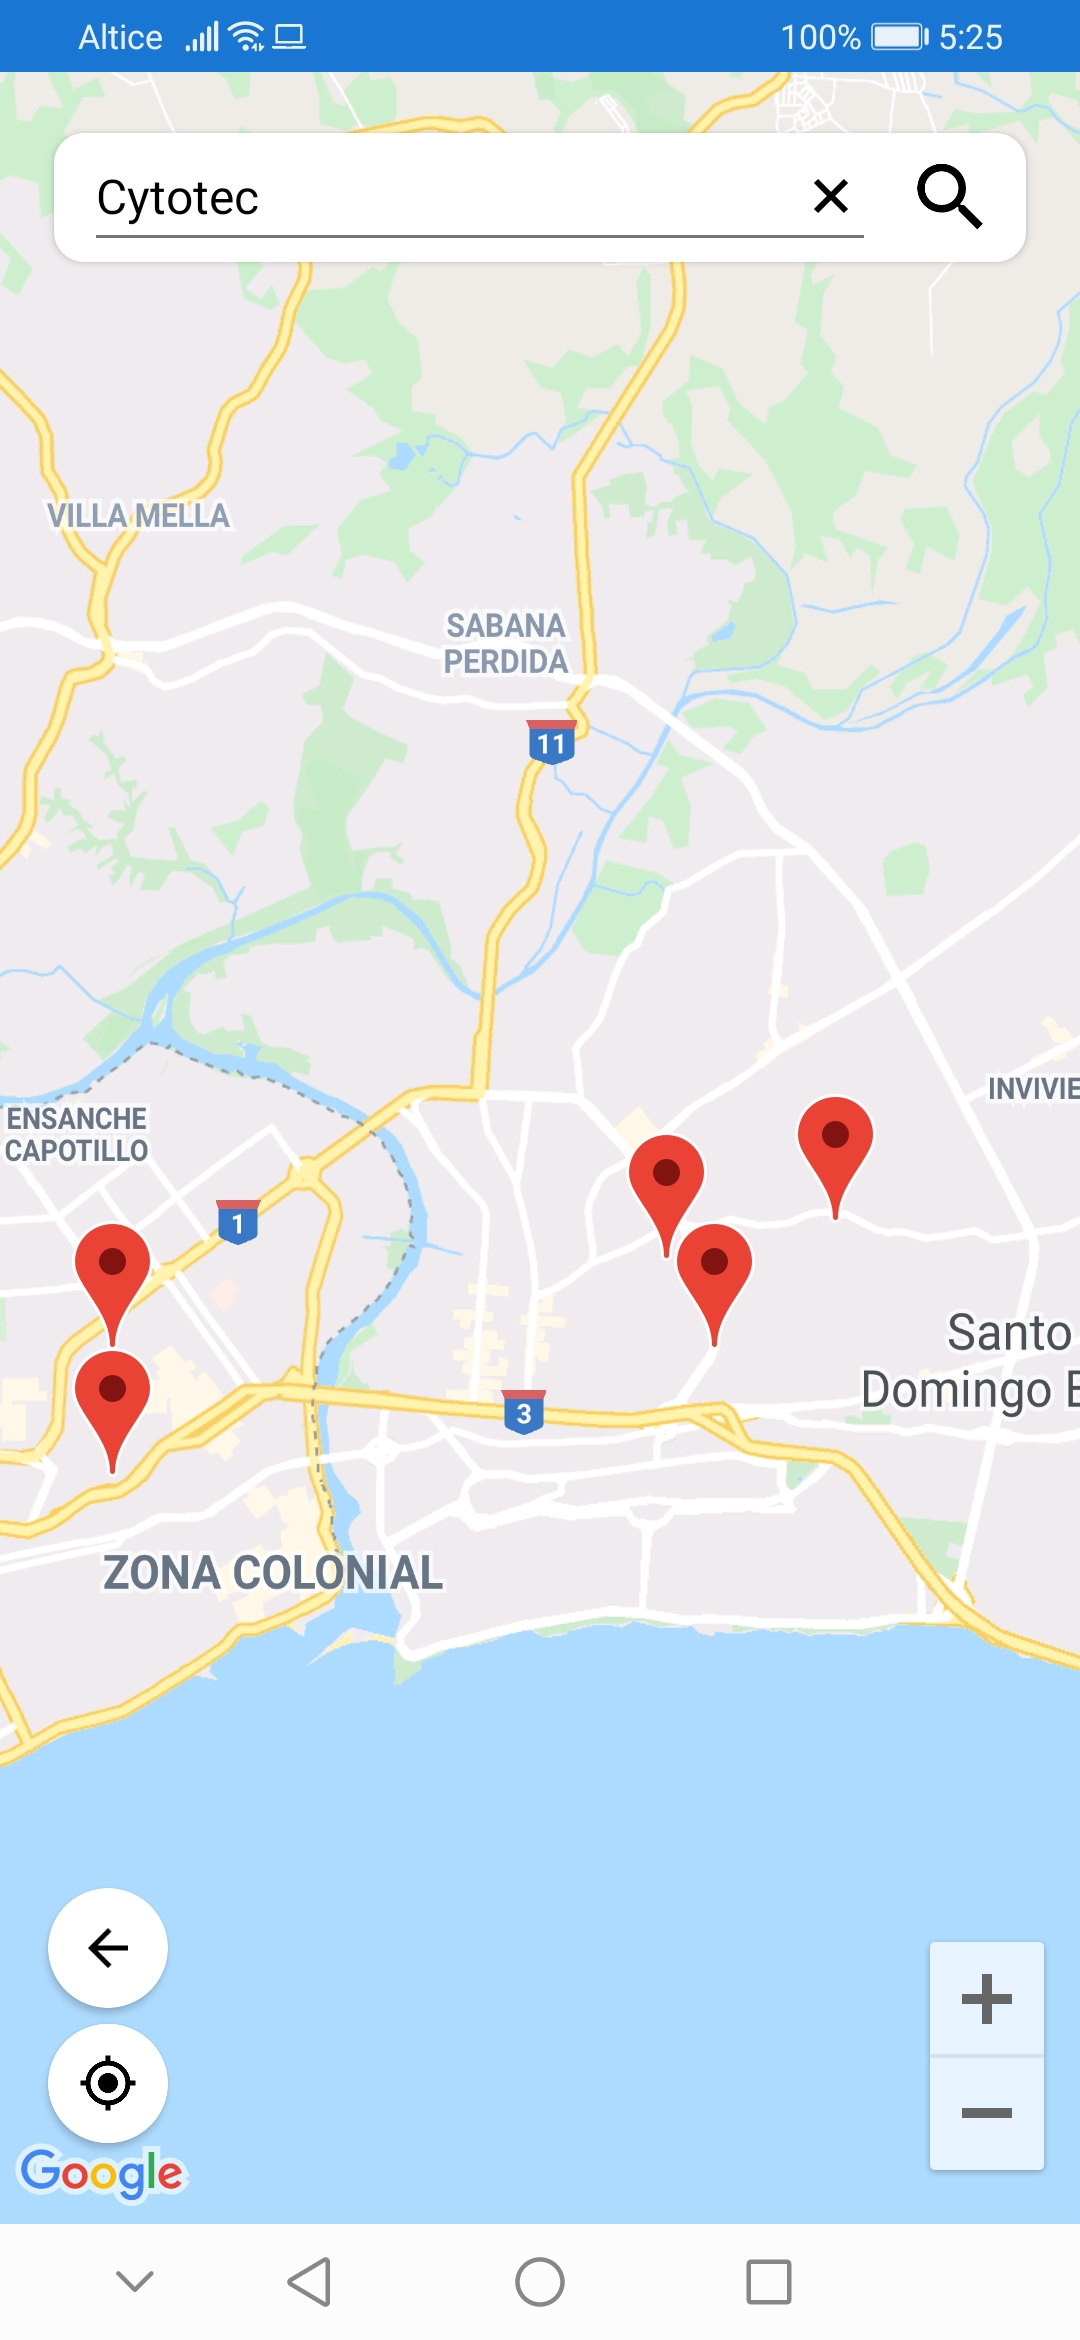 Altice 100% 5:25
Cytotec
VILLA MELLA
SABANA
PERDIDA
11
INVIVIE
ENSANCHE
CAPOTILLO
1
Santo
Domingo E
3
ZONA COLONIAL
Google